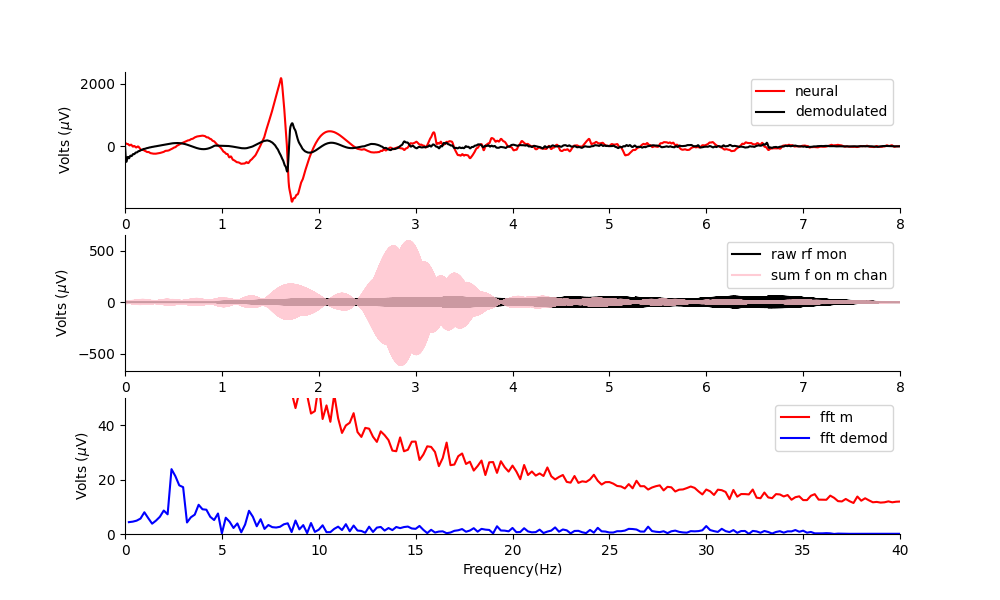 Volts (μV)
2000
0
neural
demodulated
0 1 2 3 4 5 6 7 8
Volts (μV)
500
0
−500
raw rf mon
sum f on m chan
0 1 2 3 4 5 6 7 8
Volts (μV)
40
20
0
fft m
fft demod
0 5 10 15 20 25 30 35 40
Frequency(Hz)